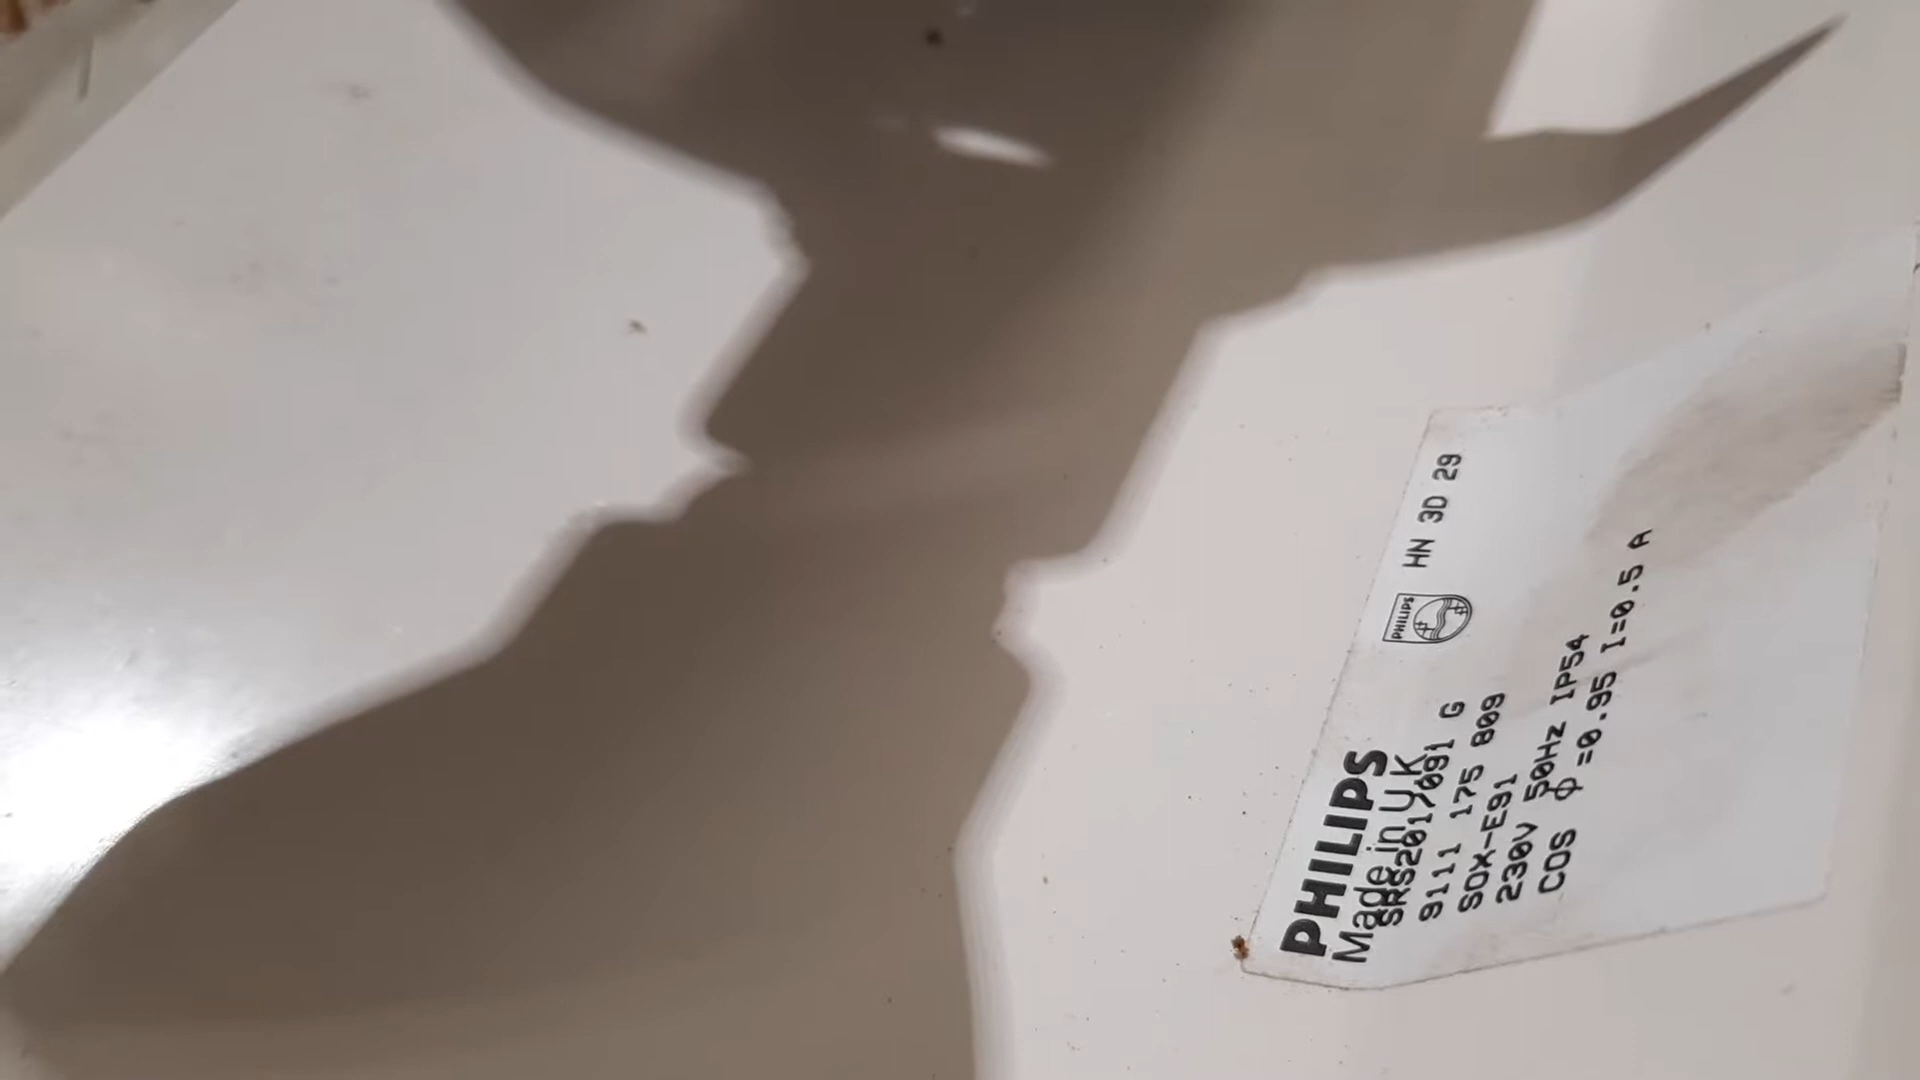 PHILIPS
Made in U.K
SRS201/091 G
9111 175 809
SOX-E91
230V 50Hz IP54
COS φ =0.95 I=0.5 A
PHILIPS
HN 3D 29